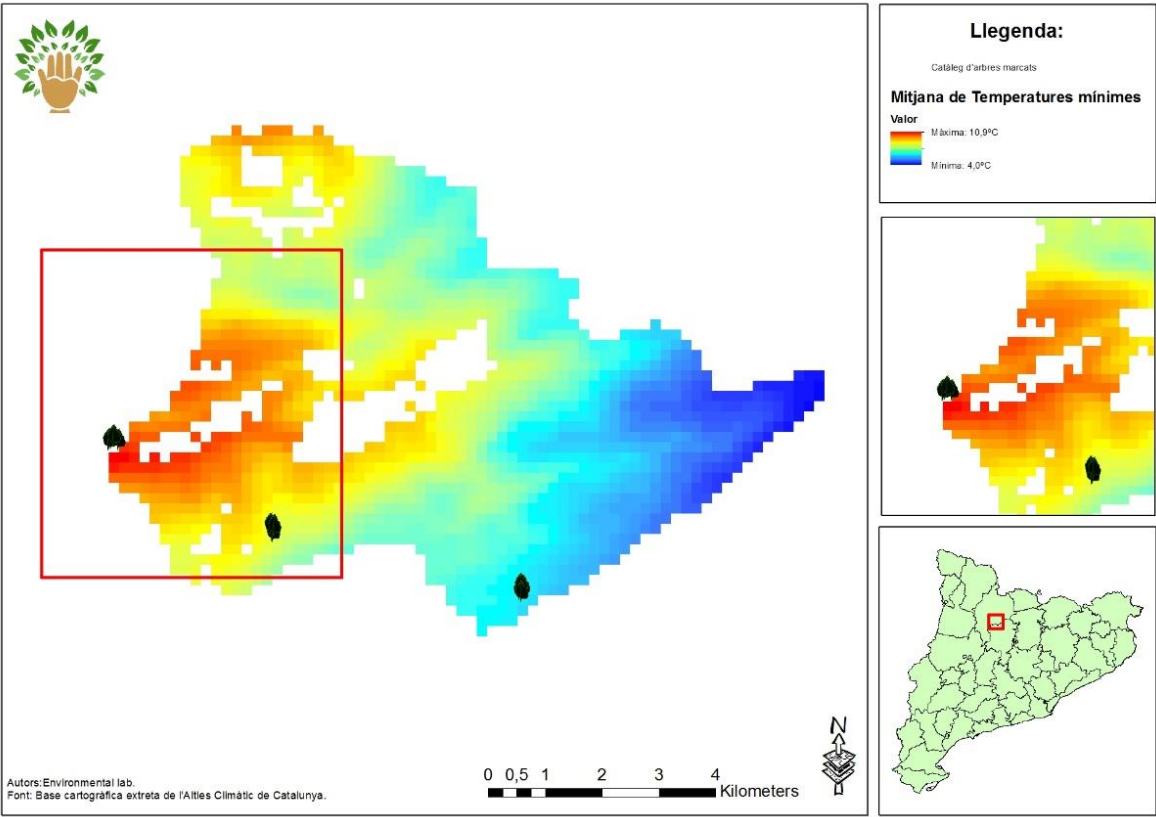 Llegenda:
Catàleg d'arbres marcats
Mitjana de Temperatures mínimes
Valor
Màxima: 10,9ºC
Mínima: 4,0ºC
N
0 0,5 1 2 3 4
Kilometers
Autors:Environmental lab.
Font: Base cartogràfica extreta de l'Altles Climàtic de Catalunya.